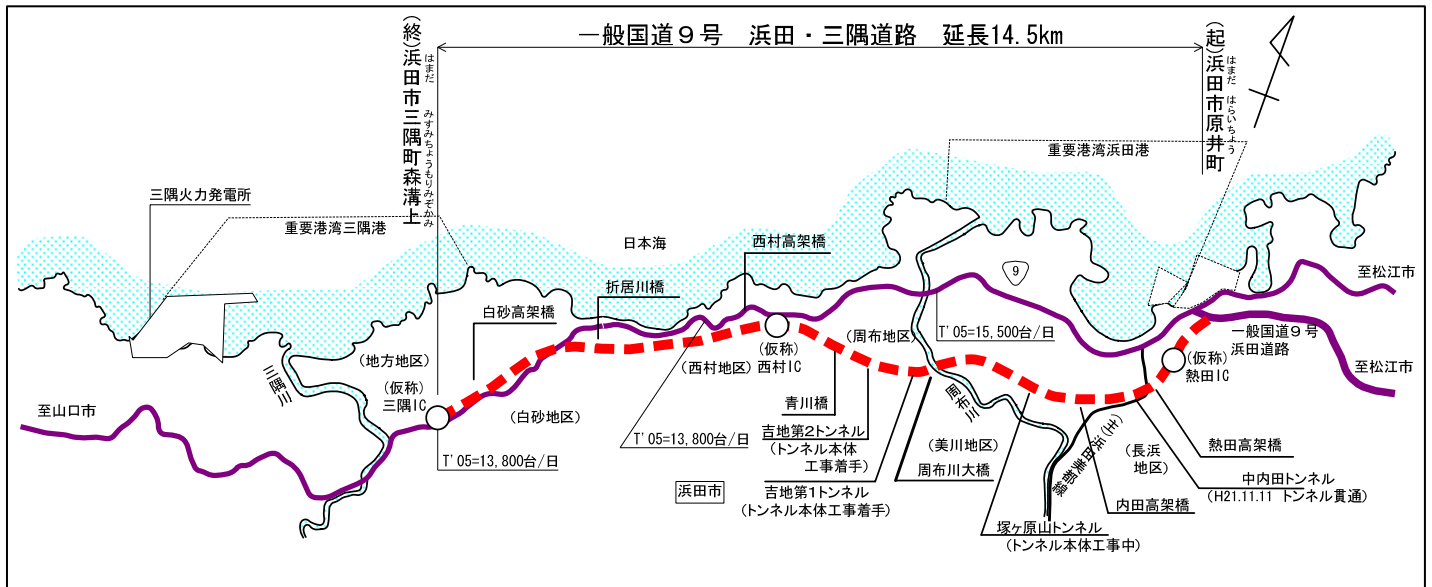 一般国道９号　浜田・三隅道路　延長14.5km
(終)浜田市三隅町森溝上
はまだ　みすみちょうもりみぞかみ
(起)浜田市原井町
はまだ　はらいちょう
三隅火力発電所
重要港湾三隅港
日本海
重要港湾浜田港
西村高架橋
折居川橋
白砂高架橋
9
至松江市
T'05=15,500台/日
一般国道９号
浜田道路
至松江市
(地方地区)
三隅川
(仮称)
三隅IC
至山口市
(白砂地区)
(西村地区)
(仮称)
西村IC
(周布地区)
周布川
(仮称)
熱田IC
T'05=13,800台/日
T'05=13,800台/日
浜田市
青川橋
吉地第２トンネル
(トンネル本体
工事着手)
吉地第１トンネル
(トンネル本体工事着手)
(美川地区)
周布川大橋
(主)浜田美都線
塚ヶ原山トンネル
(トンネル本体工事中)
内田高架橋
(長浜
地区)
熱田高架橋
中内田トンネル
(H21.11.11 トンネル貫通)